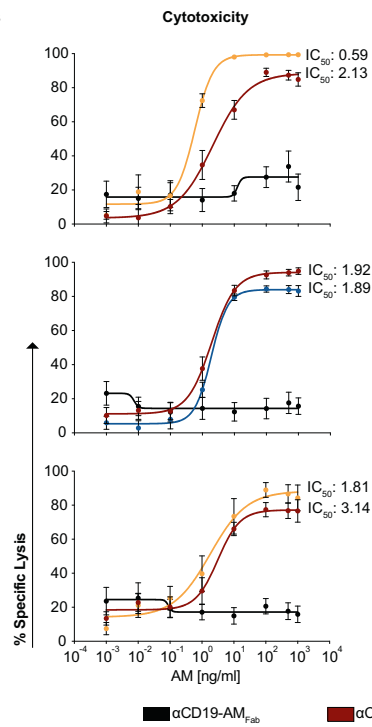 Cytotoxicity
100
80
60
40
20
0
IC50: 0.59
IC50: 2.13
100
80
60
40
20
0
IC50: 1.92
IC50: 1.89
% Specific Lysis
100
80
60
40
20
0
IC50: 1.81
IC50: 3.14
10⁻⁴ 10⁻³ 10⁻² 10⁻¹ 10⁰ 10¹ 10² 10³ 10⁴
AM [ng/ml]
αCD19-AMFab αC